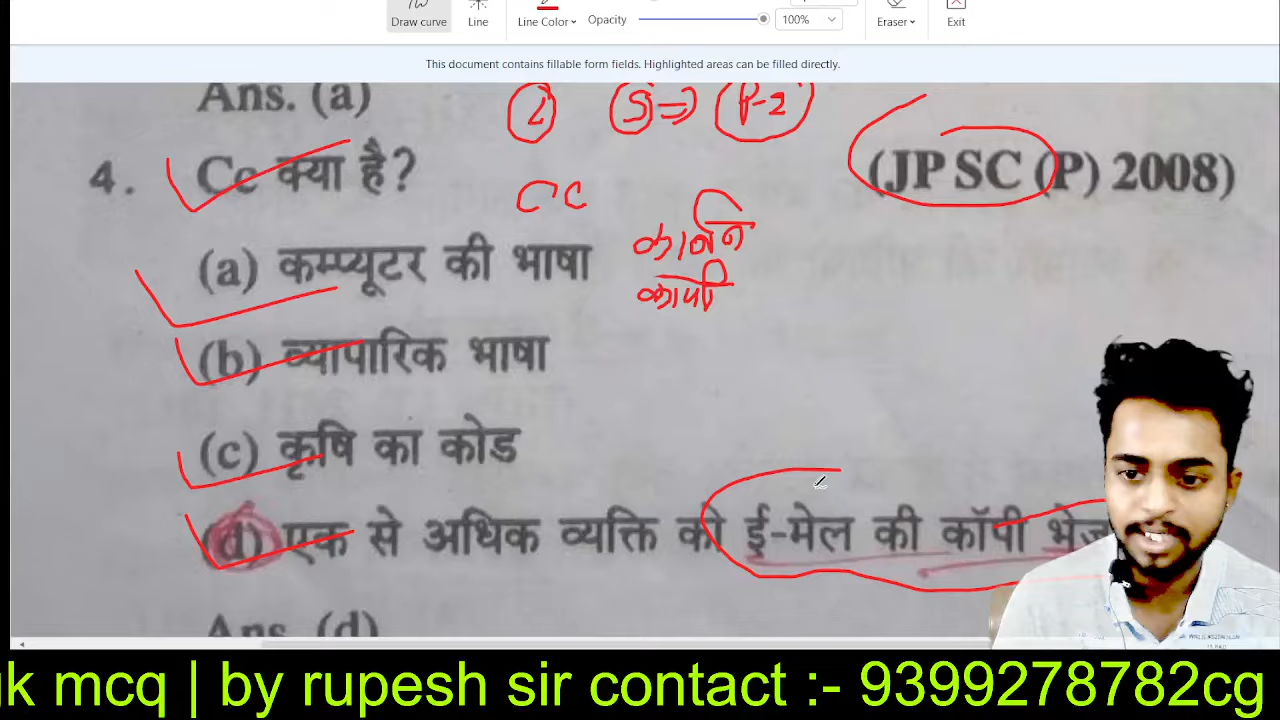 Draw curve Line Line Color Opacity 100% Eraser Exit
This document contains fillable form fields. Highlighted areas can be filled directly.
Ans. (a)
4. Cc क्या है? (JPSC (P) 2008)
CC
(a) कम्प्यूटर की भाषा
कार्बन
कापी
(b) व्यापारिक भाषा
(c) कृषि का कोड
(d) एक से अधिक व्यक्ति को ई-मेल की कॉपी
Ans. (d)
gk mcq | by rupesh sir contact :- 9399278782cg